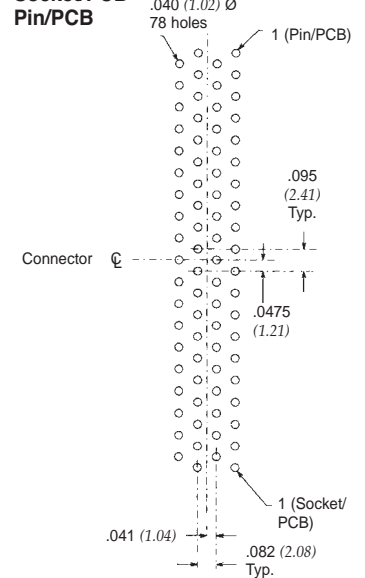 Pin/PCB
.040 (1.02) Ø
78 holes
1 (Pin/PCB)
.095
(2.41)
Typ.
Connector ℄
.0475
(1.21)
1 (Socket/
PCB)
.041 (1.04)
.082 (2.08)
Typ.